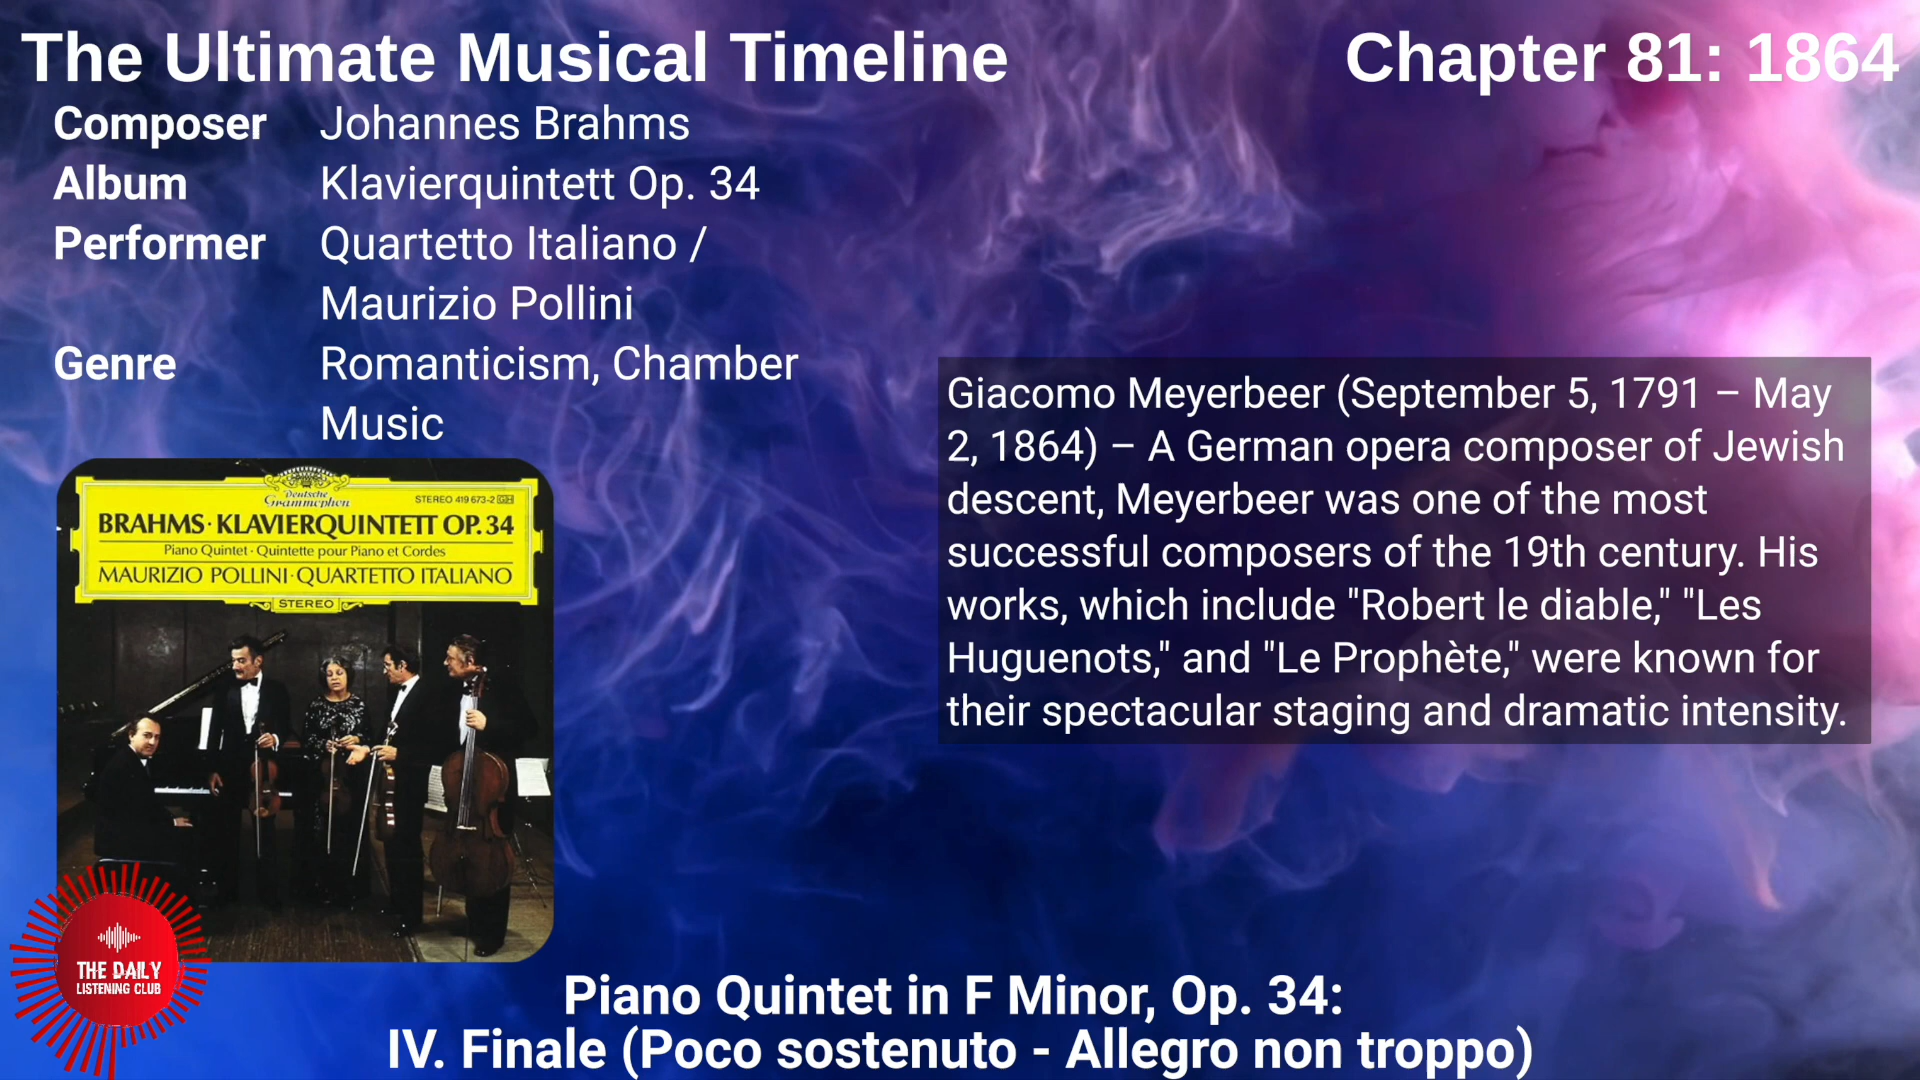 The Ultimate Musical Timeline
Chapter 81: 1864
Composer Johannes Brahms
Album Klavierquintett Op. 34
Performer Quartetto Italiano /
Maurizio Pollini
Genre Romanticism, Chamber
Music
Deutsche
Grammophon
STEREO 419 673-2 GH
BRAHMS · KLAVIERQUINTETT OP. 34
Piano Quintet · Quintette pour Piano et Cordes
MAURIZIO POLLINI · QUARTETTO ITALIANO
STEREO
Giacomo Meyerbeer (September 5, 1791 – May
2, 1864) – A German opera composer of Jewish
descent, Meyerbeer was one of the most
successful composers of the 19th century. His
works, which include "Robert le diable," "Les
Huguenots," and "Le Prophète," were known for
their spectacular staging and dramatic intensity.
THE DAILY
LISTENING CLUB
Piano Quintet in F Minor, Op. 34:
IV. Finale (Poco sostenuto - Allegro non troppo)